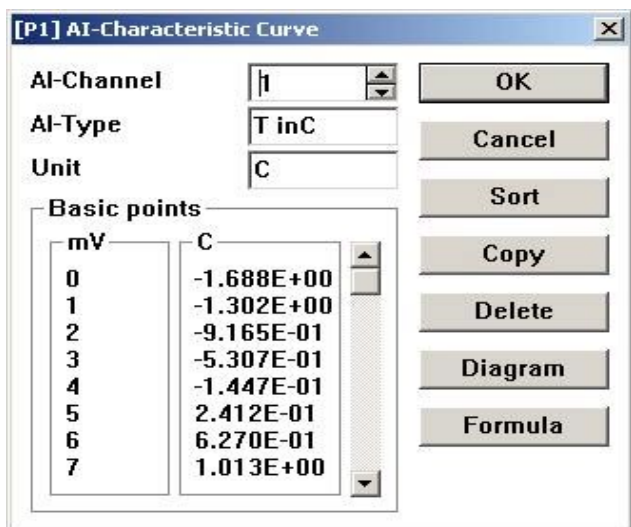 [P1] AI-Characteristic Curve
AI-Channel 1
AI-Type T inC
Unit C
OK
Cancel
Sort
Copy
Delete
Diagram
Formula
Basic points
mV C
0 -1.688E+00
1 -1.302E+00
2 -9.165E-01
3 -5.307E-01
4 -1.447E-01
5 2.412E-01
6 6.270E-01
7 1.013E+00